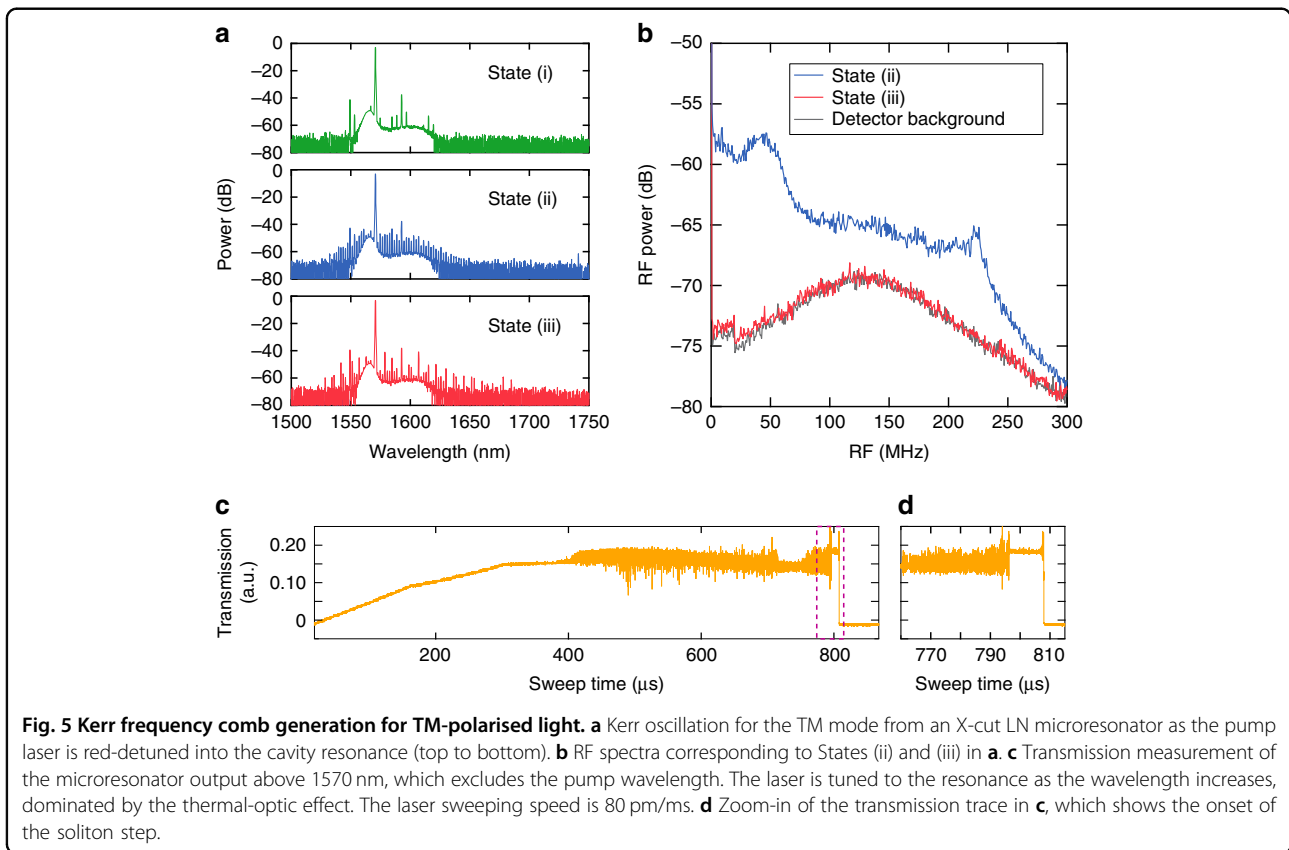 a
0
−20
−40
−60
−80
State (i)
0
−20
−40
−60
−80
State (ii)
0
−20
−40
−60
−80
State (iii)
Power (dB)
1500 1550 1600 1650 1700 1750
Wavelength (nm)
b
−50
−55
−60
−65
−70
−75
−80
RF power (dB)
State (ii)
State (iii)
Detector background
0 50 100 150 200 250 300
RF (MHz)
c
Transmission
(a.u.)
0.20
0.10
0
200 400 600 800
Sweep time (μs)
d
770 790 810
Sweep time (μs)
Fig. 5 Kerr frequency comb generation for TM-polarised light. a Kerr oscillation for the TM mode from an X-cut LN microresonator as the pump
laser is red-detuned into the cavity resonance (top to bottom). b RF spectra corresponding to States (ii) and (iii) in a. c Transmission measurement of
the microresonator output above 1570 nm, which excludes the pump wavelength. The laser is tuned to the resonance as the wavelength increases,
dominated by the thermal-optic effect. The laser sweeping speed is 80 pm/ms. d Zoom-in of the transmission trace in c, which shows the onset of
the soliton step.